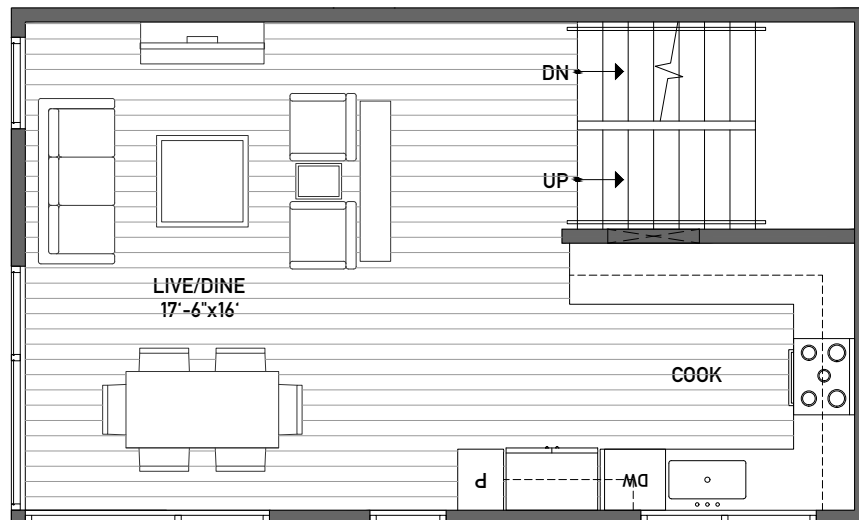 DN
UP
LIVE/DINE
17'-6"x16'
COOK
P
DW